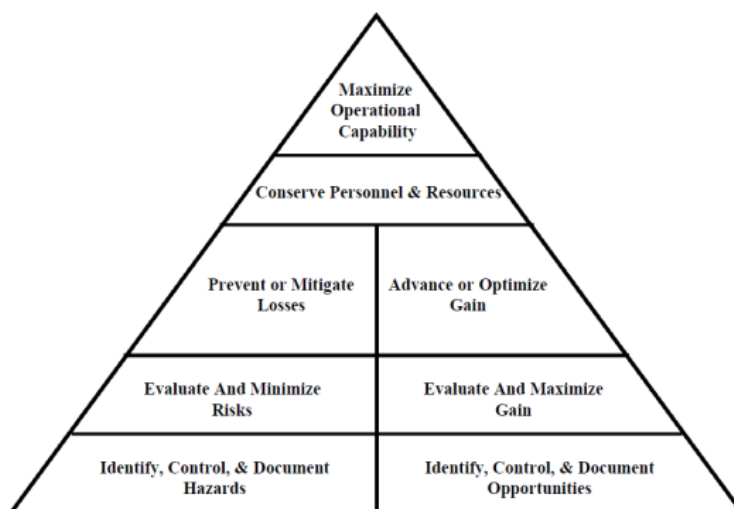 Maximize
Operational
Capability
Conserve Personnel & Resources
Prevent or Mitigate
Losses
Advance or Optimize
Gain
Evaluate And Minimize
Risks
Evaluate And Maximize
Gain
Identify, Control, & Document
Hazards
Identify, Control, & Document
Opportunities